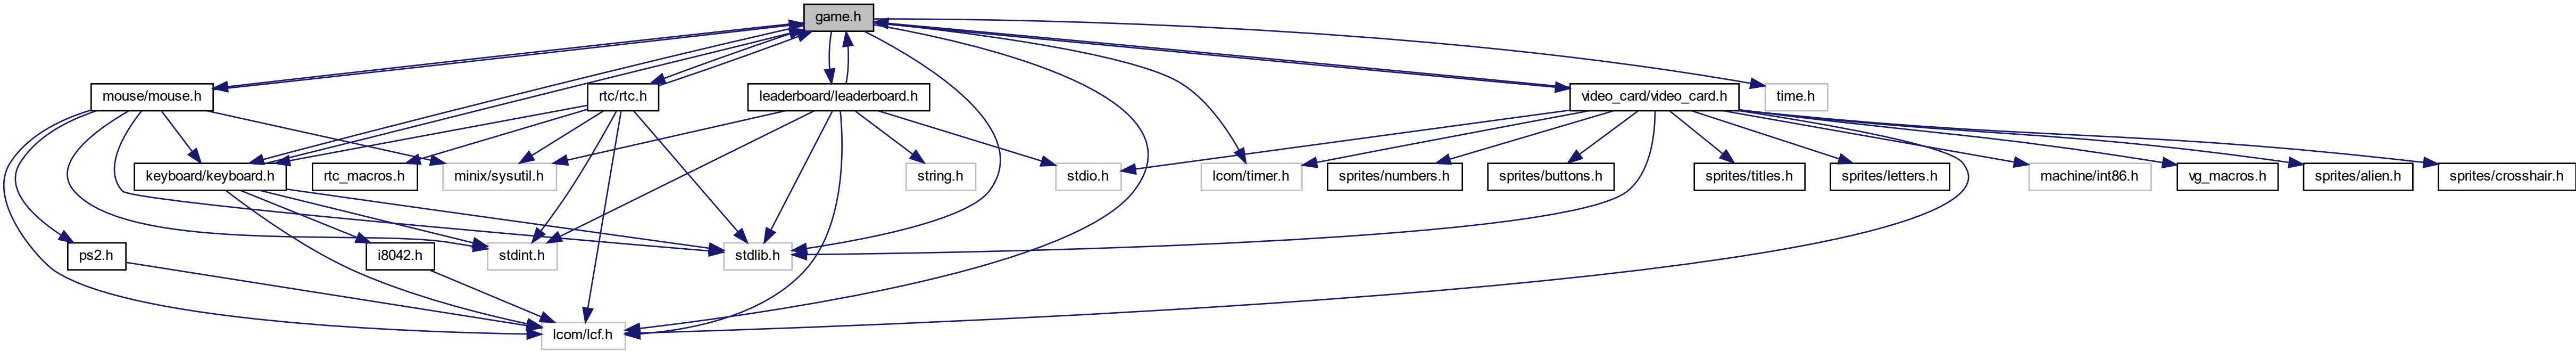 game.h
mouse/mouse.h
rtc/rtc.h
leaderboard/leaderboard.h
video_card/video_card.h
time.h
keyboard/keyboard.h
rtc_macros.h
minix/sysutil.h
string.h
stdio.h
lcom/timer.h
sprites/numbers.h
sprites/buttons.h
sprites/titles.h
sprites/letters.h
machine/int86.h
vg_macros.h
sprites/alien.h
sprites/crosshair.h
ps2.h
i8042.h
stdint.h
stdlib.h
lcom/lcf.h